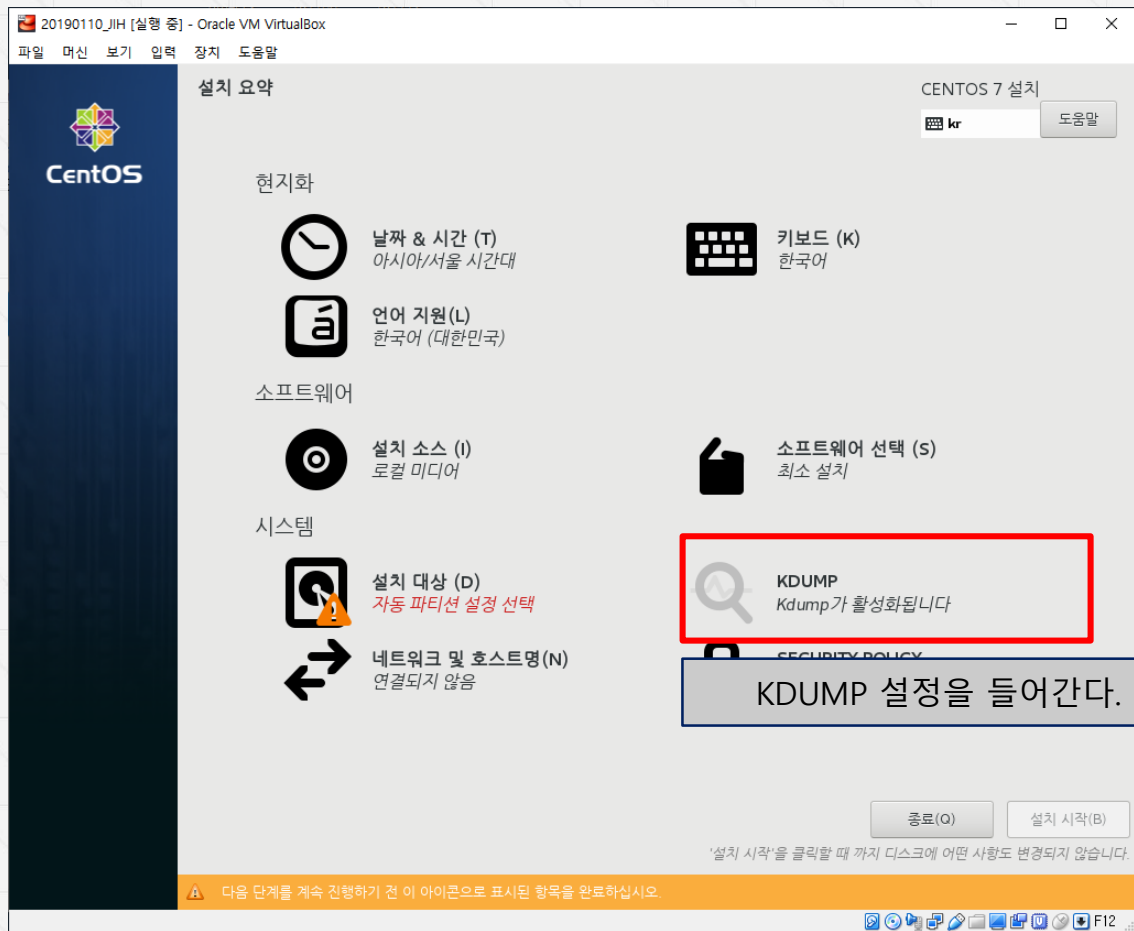 20190110_JIH [실행 중] - Oracle VM VirtualBox
파일 머신 보기 입력 장치 도움말
설치 요약
CENTOS 7 설치
kr
도움말
CentOS
현지화
날짜 & 시간 (T)
아시아/서울 시간대
키보드 (K)
한국어
언어 지원(L)
한국어 (대한민국)
소프트웨어
설치 소스 (I)
로컬 미디어
소프트웨어 선택 (S)
최소 설치
시스템
설치 대상 (D)
자동 파티션 설정 선택
KDUMP
Kdump가 활성화됩니다
네트워크 및 호스트명(N)
연결되지 않음
SECURITY POLICY
KDUMP 설정을 들어간다.
종료(Q)
설치 시작(B)
'설치 시작'을 클릭할 때 까지 디스크에 어떤 사항도 변경되지 않습니다.
다음 단계를 계속 진행하기 전 이 아이콘으로 표시된 항목을 완료하십시오.
F12